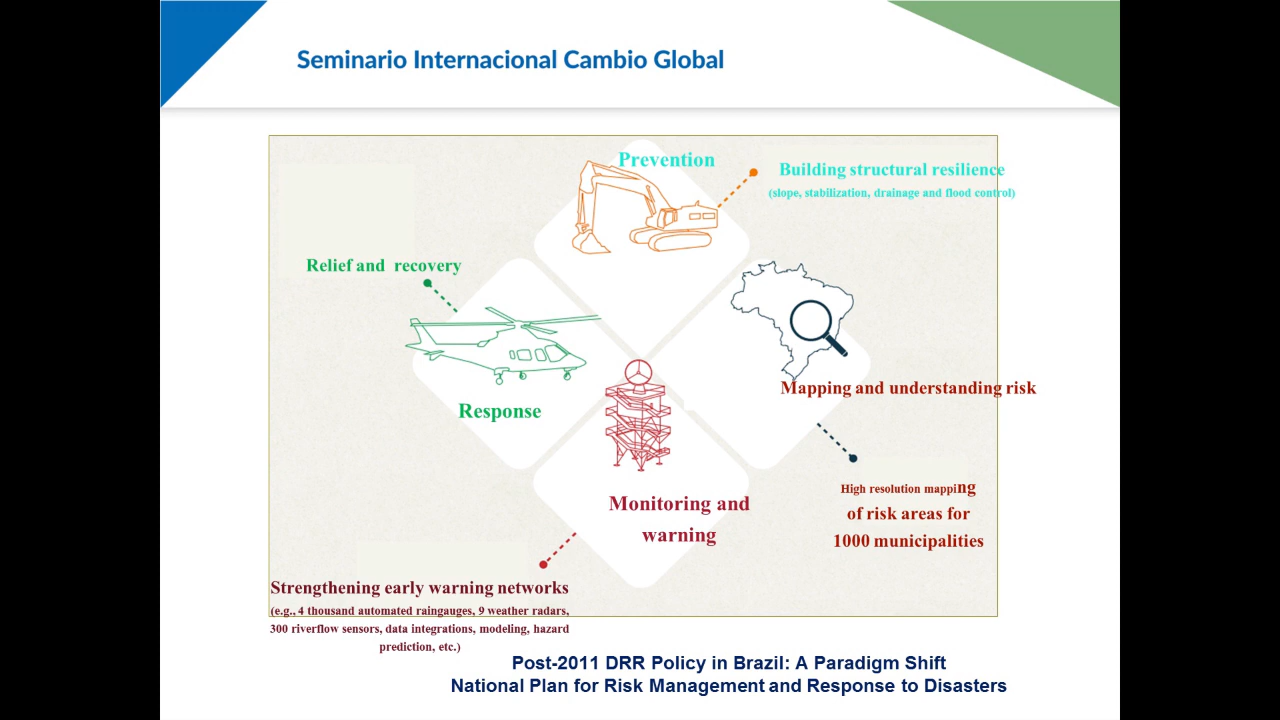 Seminario Internacional Cambio Global
Prevention
Building structural resilience
(slope, stabilization, drainage and flood control)
Relief and recovery
Response
Mapping and understanding risk
High resolution mapping
of risk areas for
1000 municipalities
Monitoring and
warning
Strengthening early warning networks
(e.g., 4 thousand automated raingauges, 9 weather radars,
300 riverflow sensors, data integrations, modeling, hazard
prediction, etc.)
Post-2011 DRR Policy in Brazil: A Paradigm Shift
National Plan for Risk Management and Response to Disasters